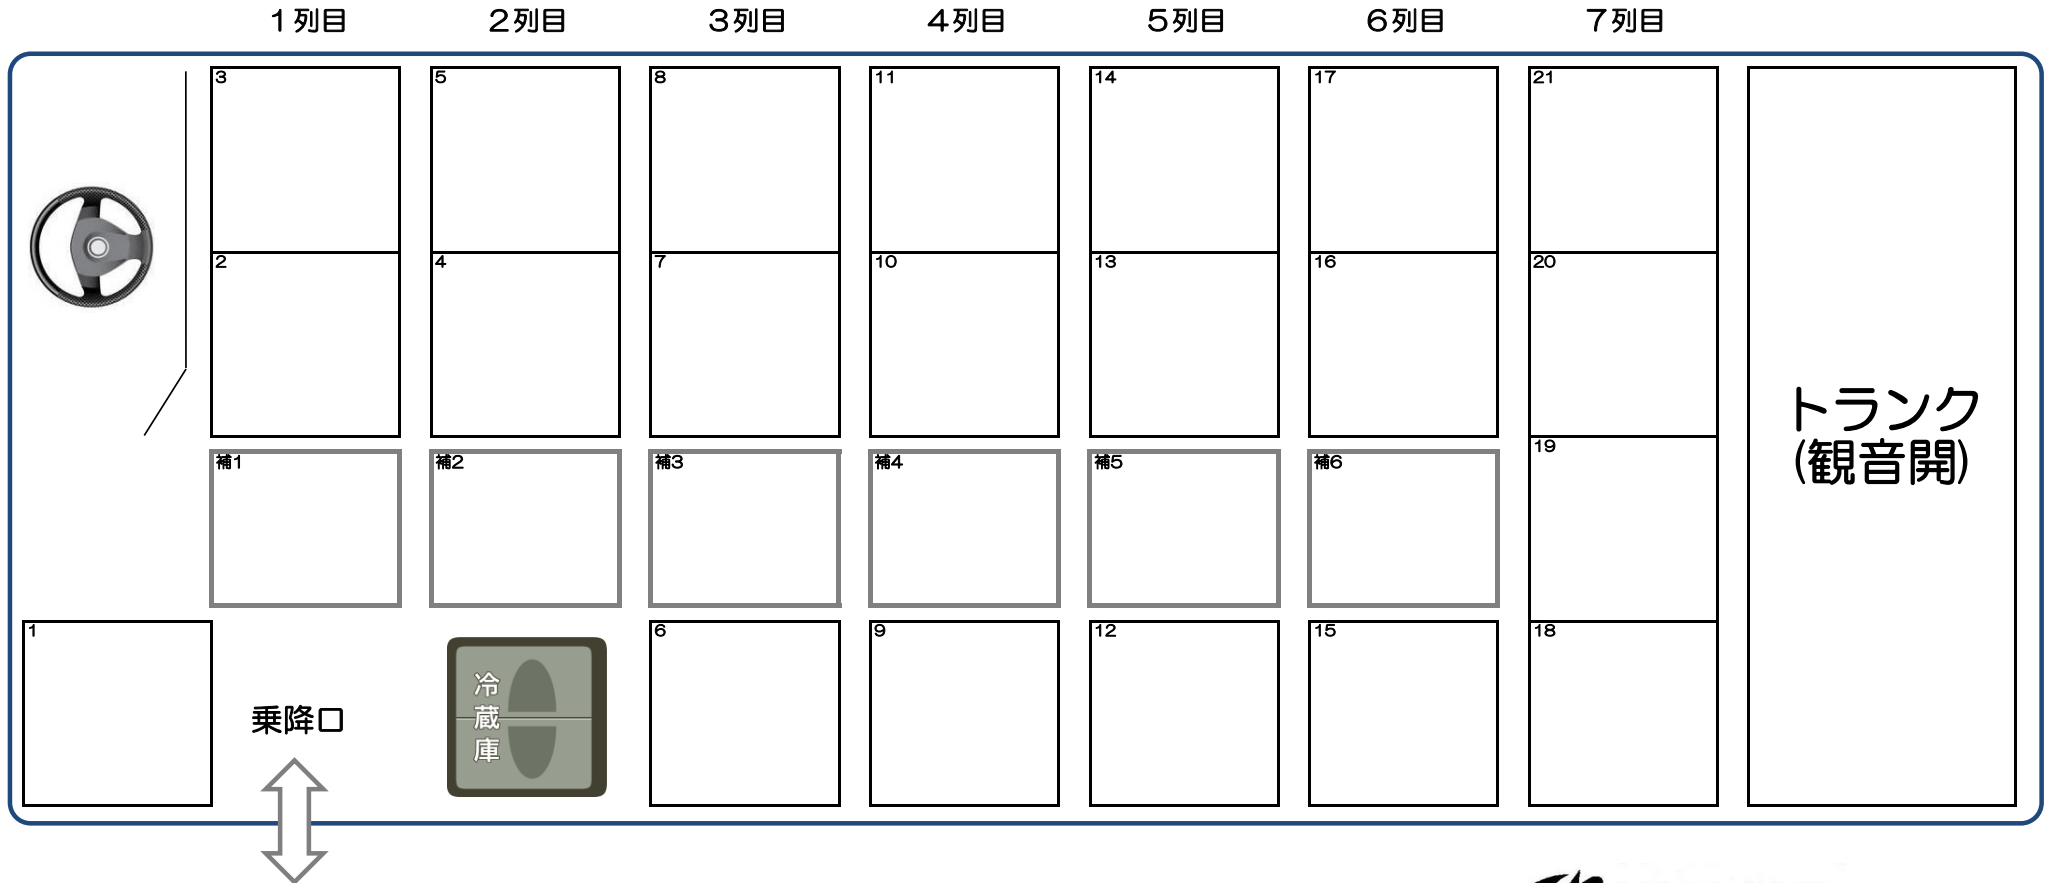 １列目 ２列目 ３列目 ４列目 ５列目 ６列目 ７列目
3 5 8 11 14 17 21
2 4 7 10 13 16 20
トランク
(観音開)
19
補1 補2 補3 補4 補5 補6
1 6 9 12 15 18
冷
蔵
庫
乗降口